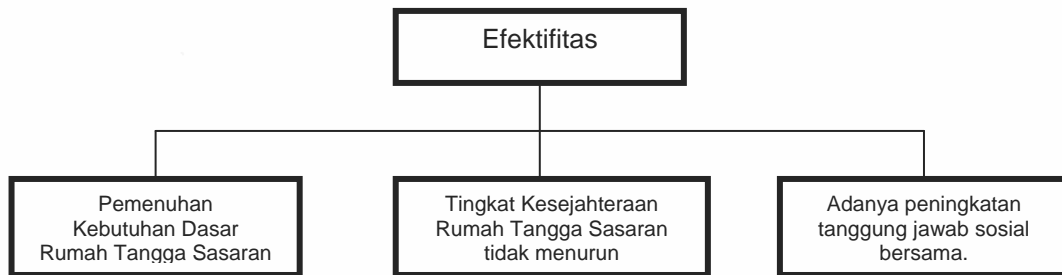 Efektifitas
Pemenuhan
Kebutuhan Dasar
Rumah Tangga Sasaran
Tingkat Kesejahteraan
Rumah Tangga Sasaran
tidak menurun
Adanya peningkatan
tanggung jawab sosial
bersama.